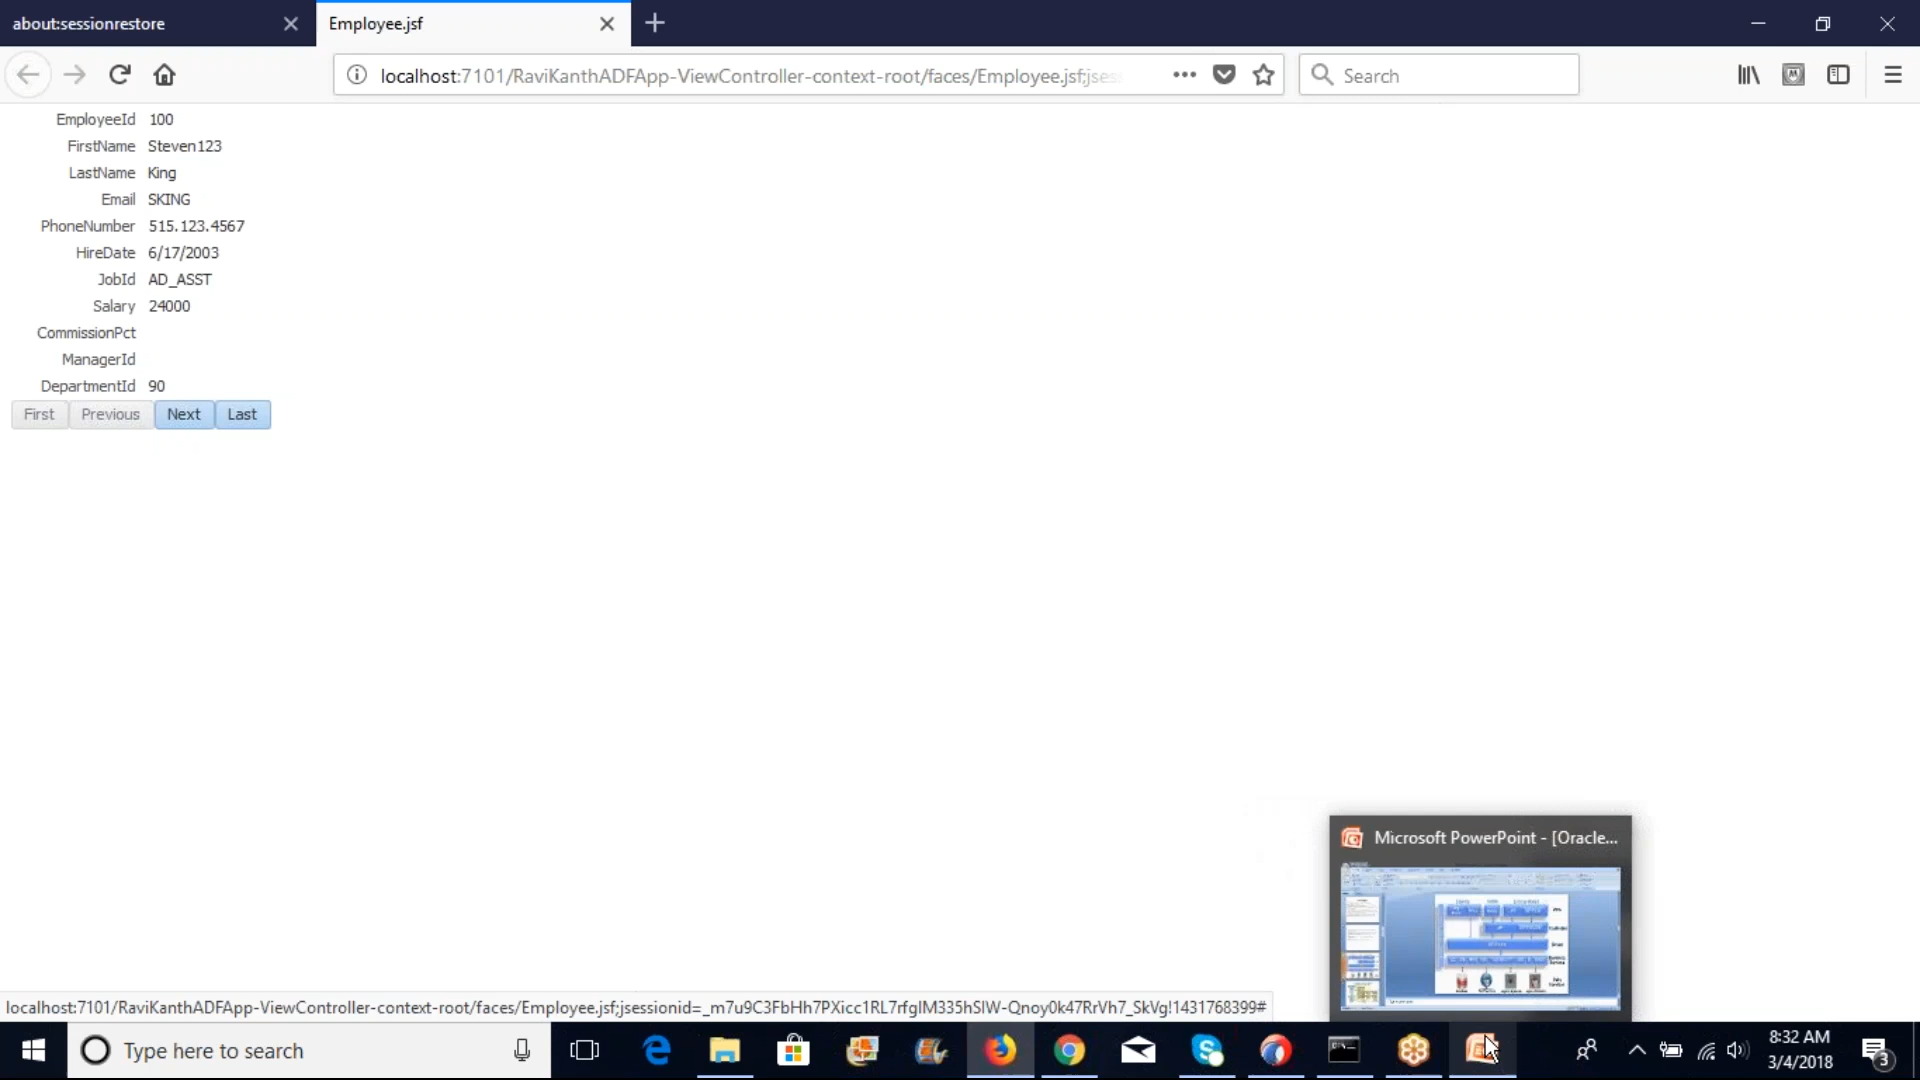 about:sessionrestore
Employee.jsf
localhost:7101/RaviKanthADFApp-ViewController-context-root/faces/Employee.jsf;jses
Search
EmployeeId 100
FirstName Steven123
LastName King
Email SKING
PhoneNumber 515.123.4567
HireDate 6/17/2003
JobId AD_ASST
Salary 24000
CommissionPct
ManagerId
DepartmentId 90
First Previous Next Last
Microsoft PowerPoint - [Oracle...
localhost:7101/RaviKanthADFApp-ViewController-context-root/faces/Employee.jsf;jsessionid=_m7u9C3FbHh7PXicc1RL7rfglM335hSlW-Qnoy0k47RrVh7_SkVg!1431768399#
Type here to search
8:32 AM
3/4/2018
3